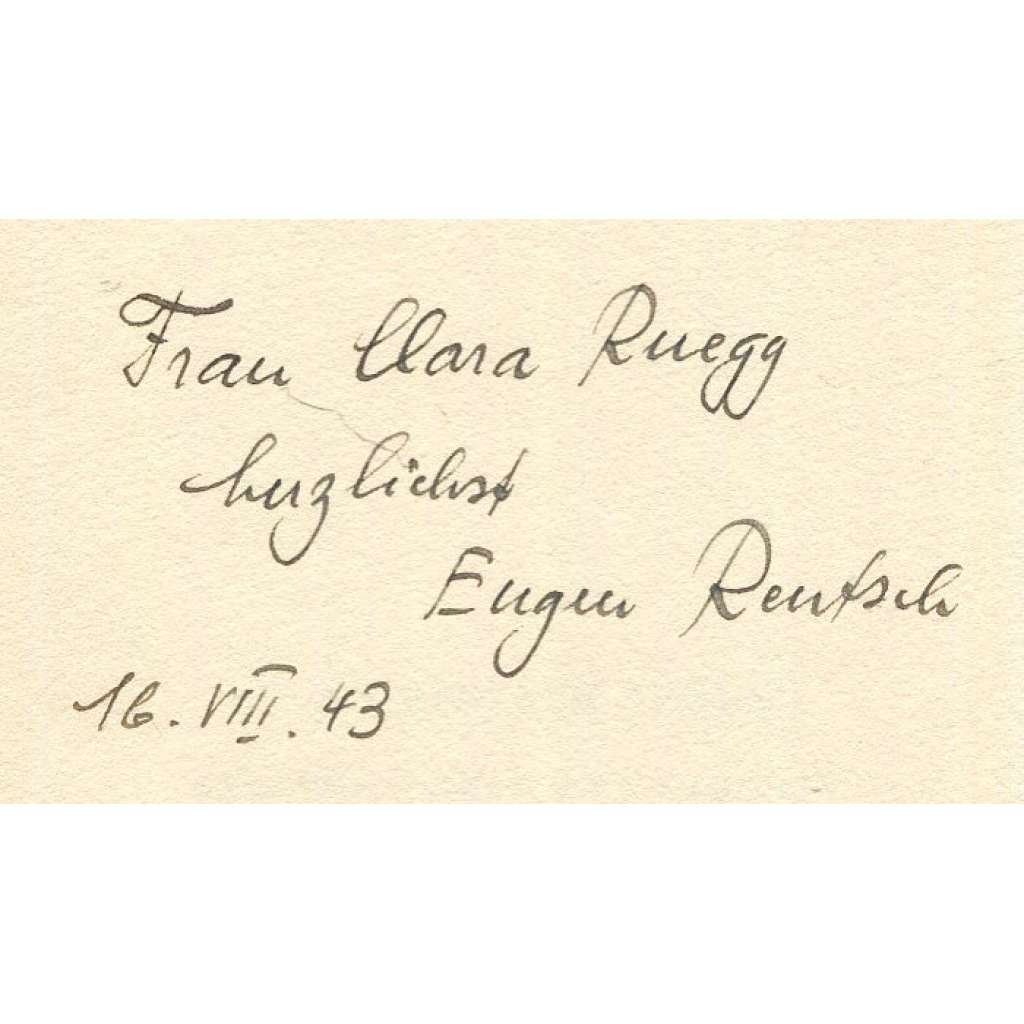 Frau Clara Ruegg
herzlichst
Eugen Rentsch
16. VIII. 43